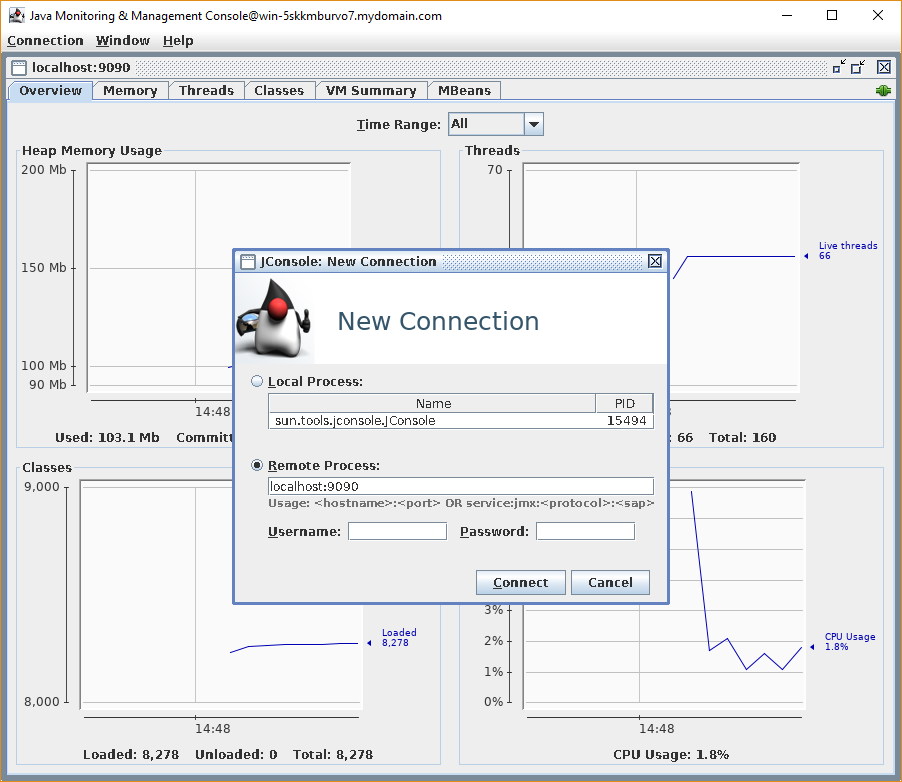 Java Monitoring & Management Console@win-5skkmburvo7.mydomain.com
Connection Window Help
localhost:9090
Overview Memory Threads Classes VM Summary MBeans
Time Range: All
Heap Memory Usage
200 Mb
150 Mb
100 Mb
90 Mb
14:48
Used: 103.1 Mb Committ
Threads
70
Live threads
66
66 Total: 160
JConsole: New Connection
New Connection
Local Process:
Name PID
sun.tools.jconsole.JConsole 15494
Remote Process:
localhost:9090
Usage: <hostname>:<port> OR service:jmx:<protocol>:<sap>
Username: Password:
Connect Cancel
Classes
9,000
8,000
Loaded
8,278
14:48
Loaded: 8,278 Unloaded: 0 Total: 8,278
3%
2%
1%
0%
CPU Usage
1.8%
14:48
CPU Usage: 1.8%